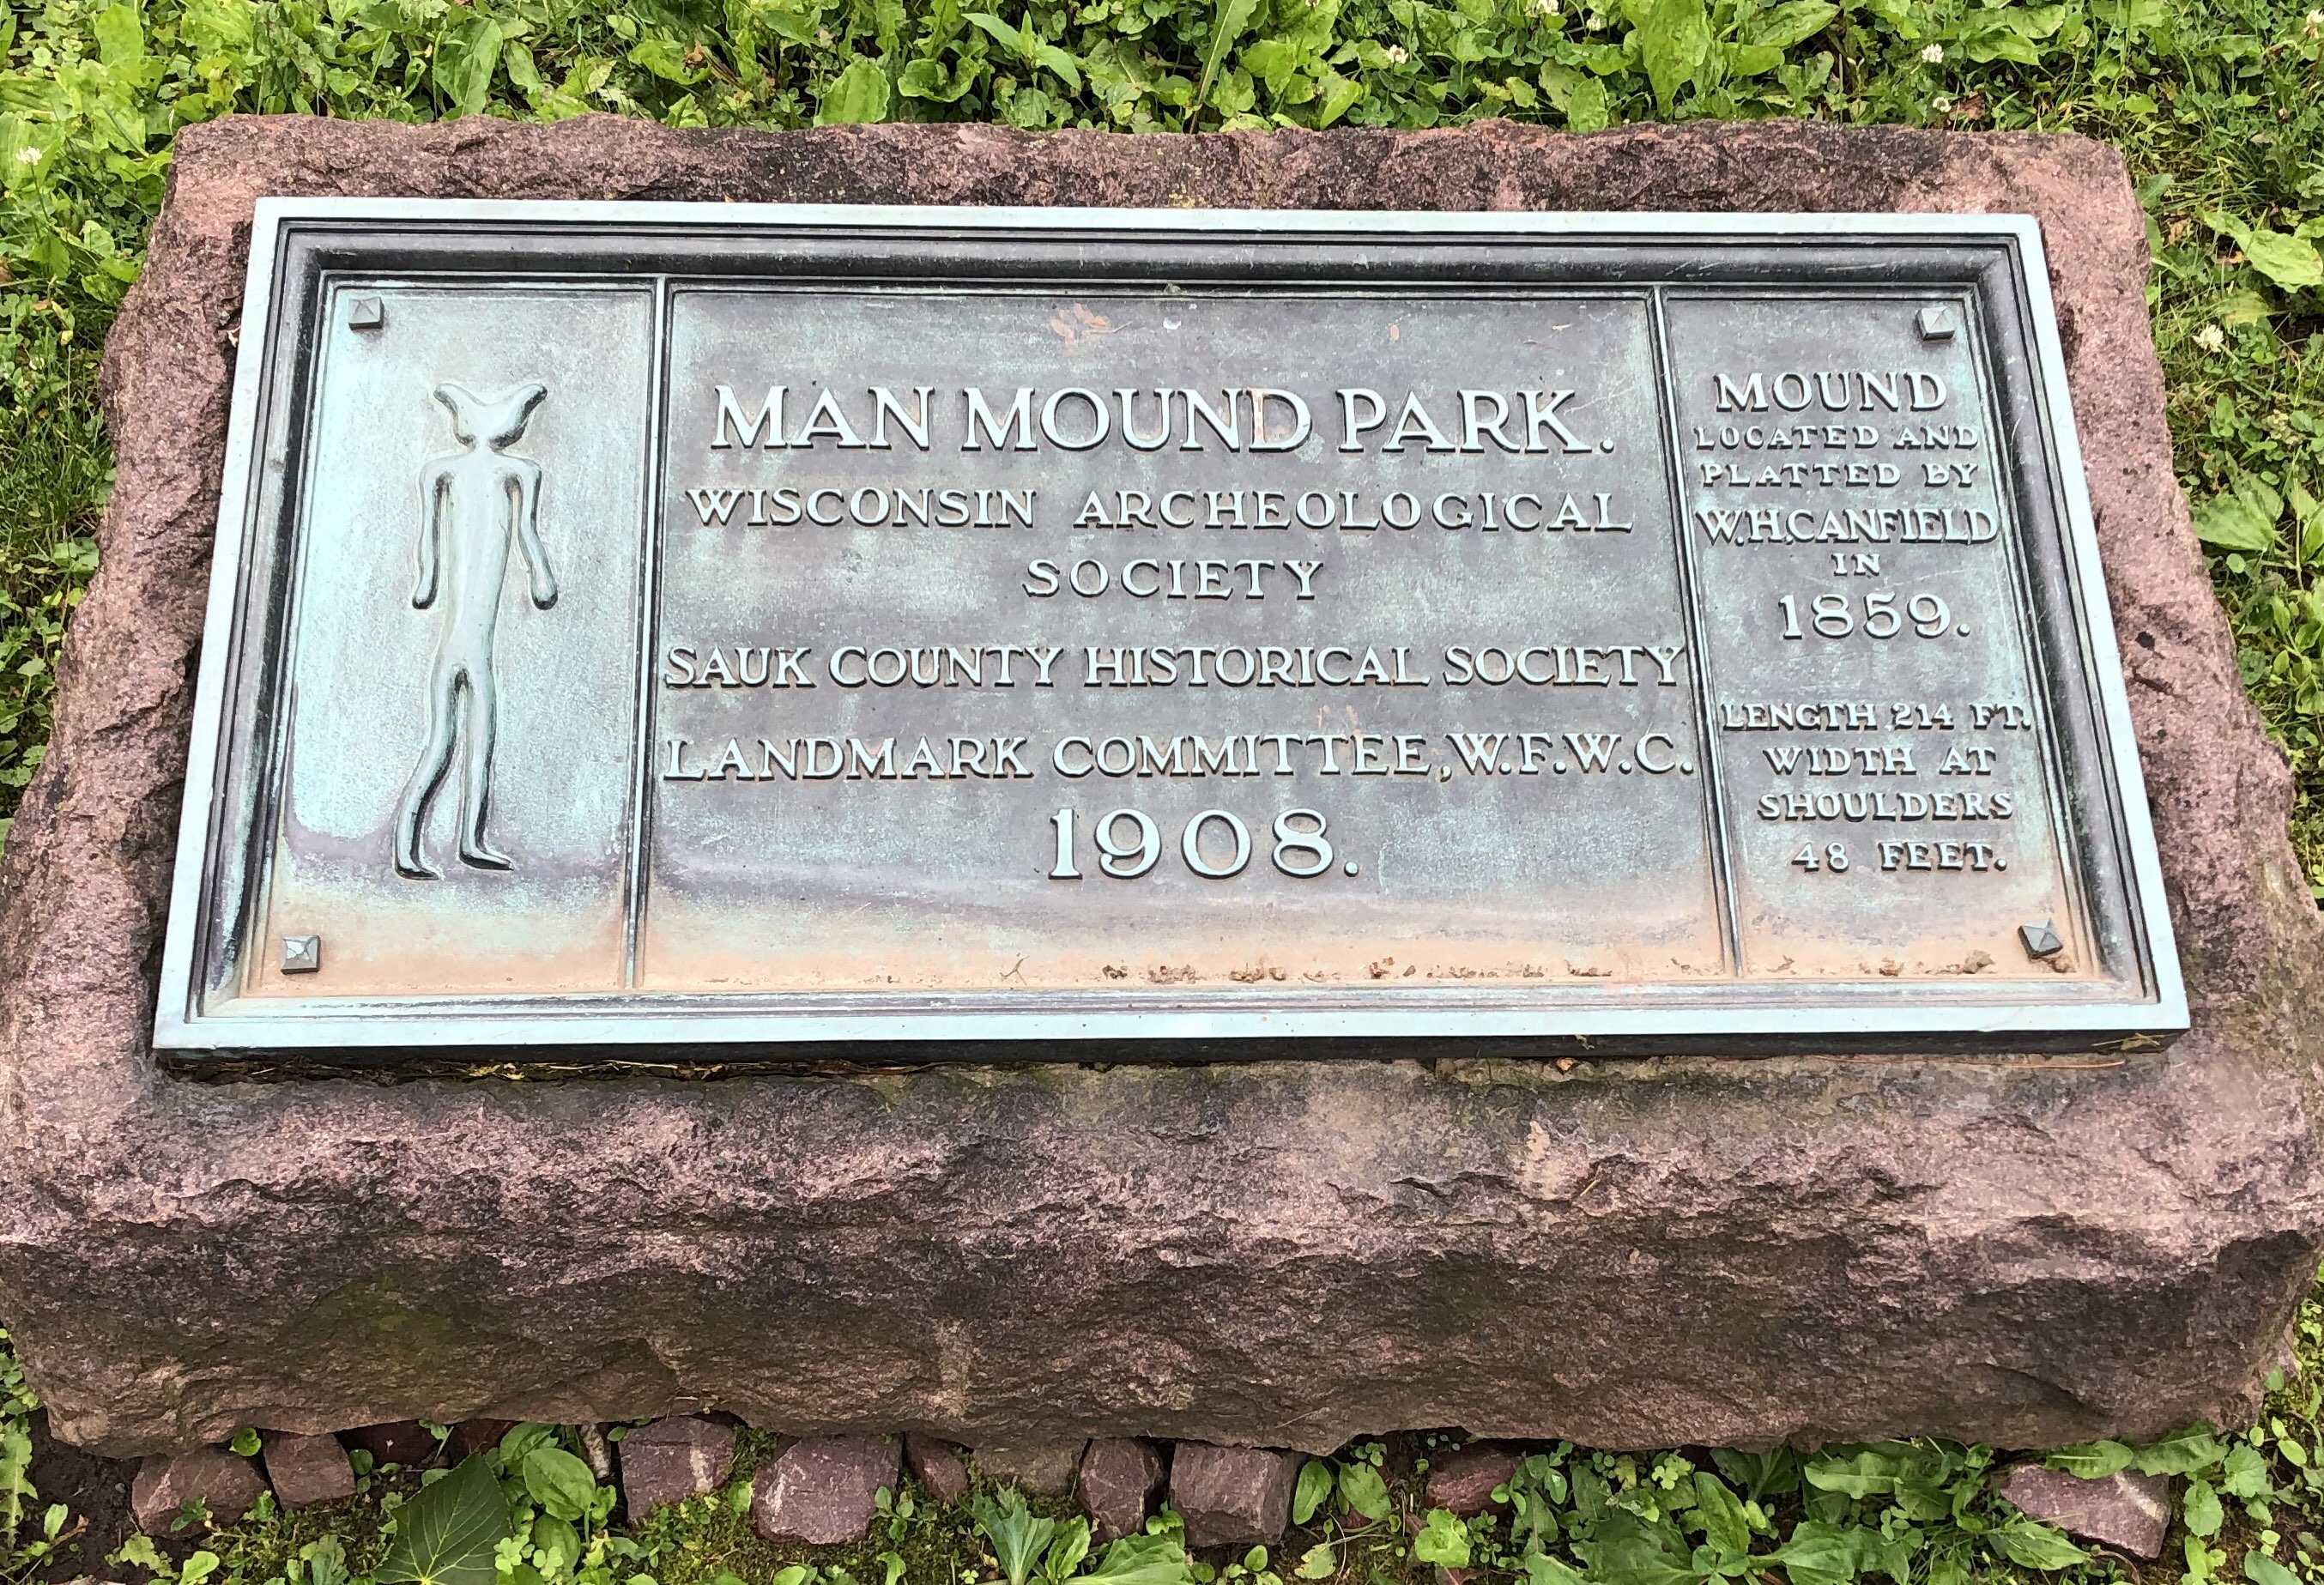 MAN MOUND PARK.
WISCONSIN ARCHEOLOGICAL
SOCIETY
SAUK COUNTY HISTORICAL SOCIETY
LANDMARK COMMITTEE, W.F.W.C.
1908.
MOUND
LOCATED AND
PLATTED BY
W.H.CANFIELD
IN
1859.
LENGTH 214 FT.
WIDTH AT
SHOULDERS
48 FEET.